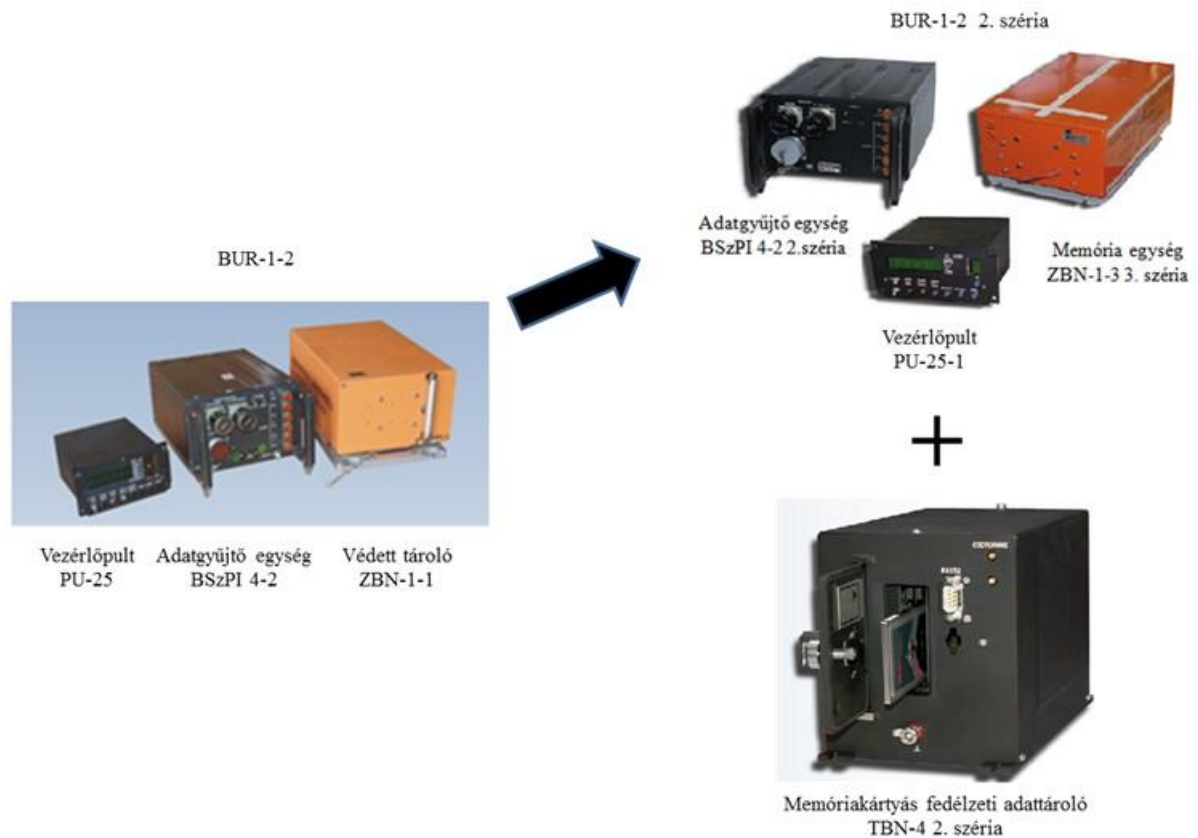 BUR-1-2 2. széria
Adatgyűjtő egység
BSzPI 4-2 2.széria
Memória egység
ZBN-1-3 3. széria
Vezérlőpult
PU-25-1
BUR-1-2
Vezérlőpult
PU-25
Adatgyűjtő egység
BSzPI 4-2
Védett tároló
ZBN-1-1
+
RS232
Memóriakártyás fedélzeti adattároló
TBN-4 2. széria